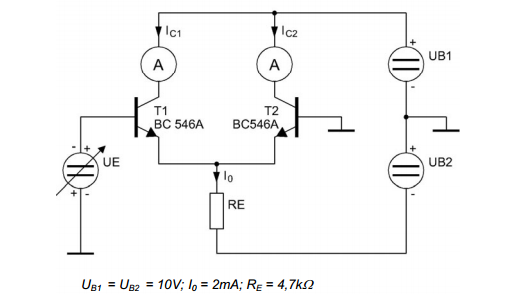 IC1
IC2
+
UB1
A
A
-
T1
T2
BC 546A
BC546A
- +
+
UE
UB2
I0
+ -
-
RE
UB1 = UB2 = 10V; I0 = 2mA; RE = 4,7kΩ